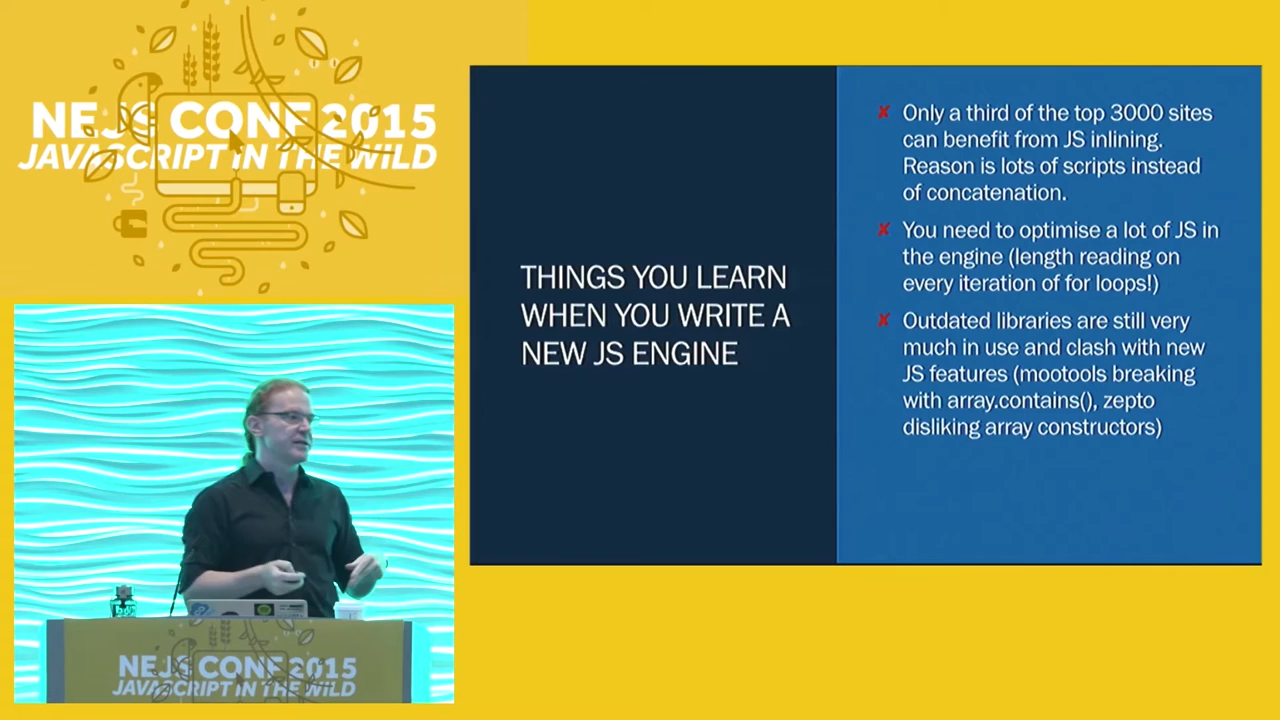 NEJS CONF 2015
JAVASCRIPT IN THE WILD
THINGS YOU LEARN
WHEN YOU WRITE A
NEW JS ENGINE
✘ Only a third of the top 3000 sites
can benefit from JS inlining.
Reason is lots of scripts instead
of concatenation.
✘ You need to optimise a lot of JS in
the engine (length reading on
every iteration of for loops!)
✘ Outdated libraries are still very
much in use and clash with new
JS features (mootools breaking
with array.contains(), zepto
disliking array constructors)
NEJS CONF 2015
JAVASCRIPT IN THE WILD